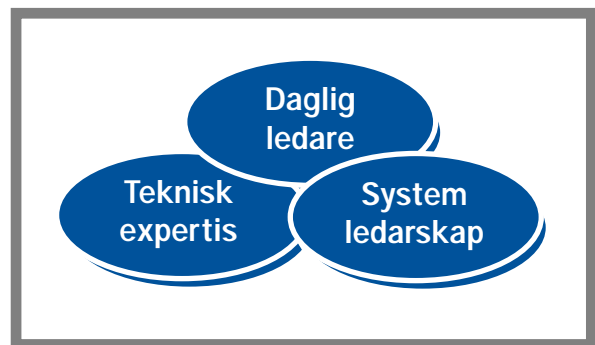 Daglig
ledare
Teknisk
expertis
System
ledarskap